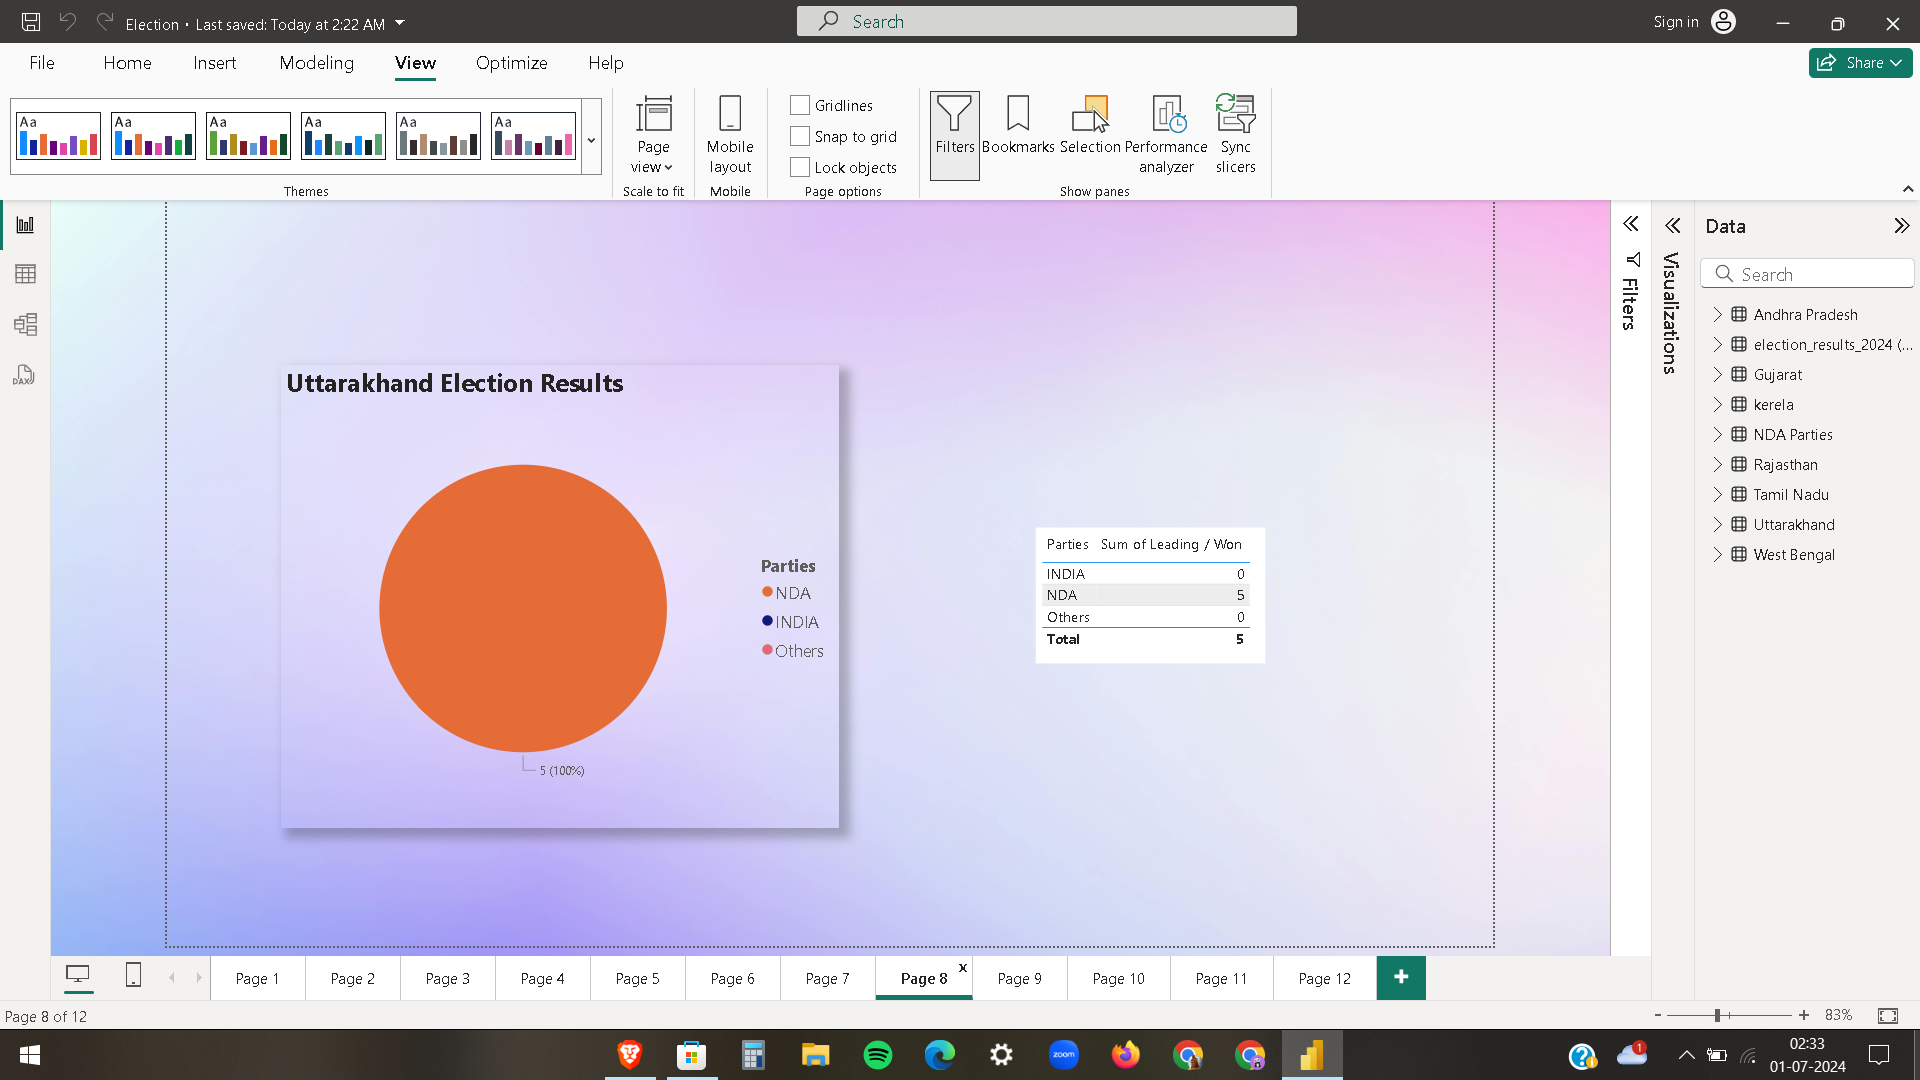 Election • Last saved: Today at 2:22 AM
Search
Sign in
File Home Insert Modeling View Optimize Help
Share
Aa Aa Aa Aa Aa Aa
Themes
Page view
Scale to fit
Mobile layout
Mobile
Gridlines
Snap to grid
Lock objects
Page options
Filters
Bookmarks
Selection
Performance analyzer
Sync slicers
Show panes
DAX
Uttarakhand Election Results
5 (100%)
Parties
NDA
INDIA
Others
Parties Sum of Leading / Won
INDIA 0
NDA 5
Others 0
Total 5
Filters
Visualizations
Data
Search
Andhra Pradesh
election_results_2024 (...
Gujarat
kerela
NDA Parties
Rajasthan
Tamil Nadu
Uttarakhand
West Bengal
Page 1 Page 2 Page 3 Page 4 Page 5 Page 6 Page 7 Page 8 x Page 9 Page 10 Page 11 Page 12 +
Page 8 of 12
- + 83%
zoom
1
02:33
01-07-2024